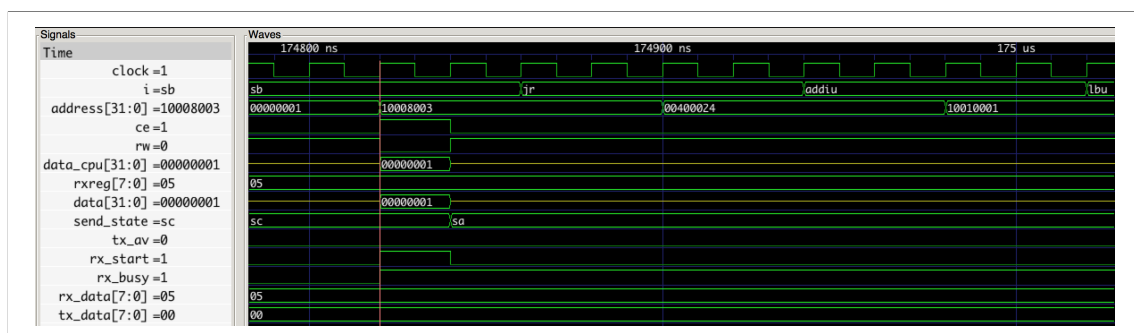 Signals Waves
Time 174800 ns 174900 ns 175 us
clock =1
i =sb sb jr addiu lbu
address[31:0] =10008003 00000001 10008003 00400024 10010001
ce =1
rw =0
data_cpu[31:0] =00000001 00000001
rxreg[7:0] =05 05
data[31:0] =00000001 00000001
send_state =sc sc sa
tx_av =0
rx_start =1
rx_busy =1
rx_data[7:0] =05 05
tx_data[7:0] =00 00